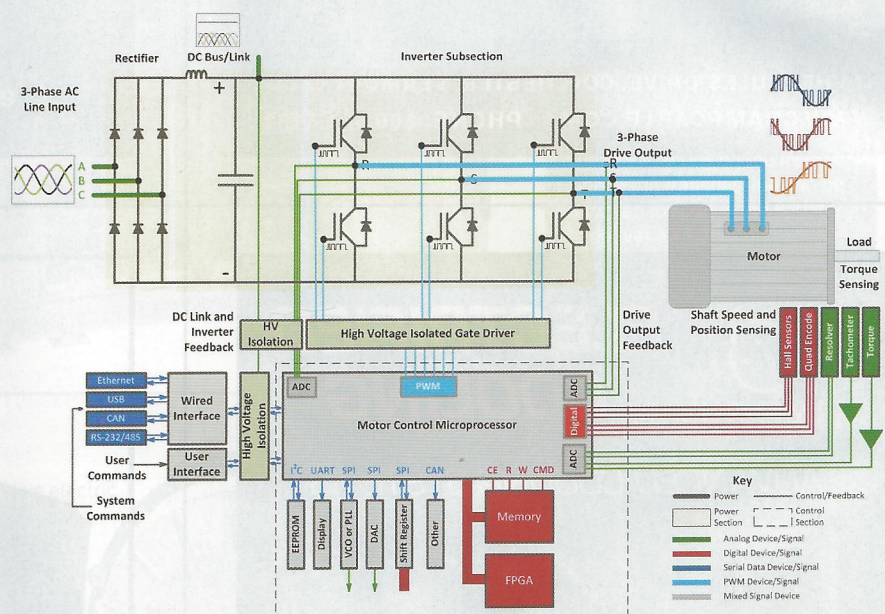 Rectifier
DC Bus/Link
Inverter Subsection
3-Phase AC
Line Input
+
A
B
C
-
R
S
T
3-Phase
Drive Output
R
S
T
Motor
Load
Torque
Sensing
Shaft Speed and
Position Sensing
DC Link and
Inverter
Feedback
HV
Isolation
High Voltage Isolated Gate Driver
Drive
Output
Feedback
Hall Sensors
Quad Encode
Resolver
Tachometer
Torque
Ethernet
USB
CAN
RS-232/485
Wired
Interface
User
Interface
High Voltage
Isolation
User
Commands
System
Commands
ADC
PWM
ADC
Motor Control Microprocessor
Digital
ADC
I²C
UART
SPI
SPI
SPI
CAN
CE
R
W
CMD
EEPROM
Display
VCO or PLL
DAC
Shift Register
Other
Memory
FPGA
Key
Power
Control/Feedback
Power
Section
Control
Section
Analog Device/Signal
Digital Device/Signal
Serial Data Device/Signal
PWM Device/Signal
Mixed Signal Device